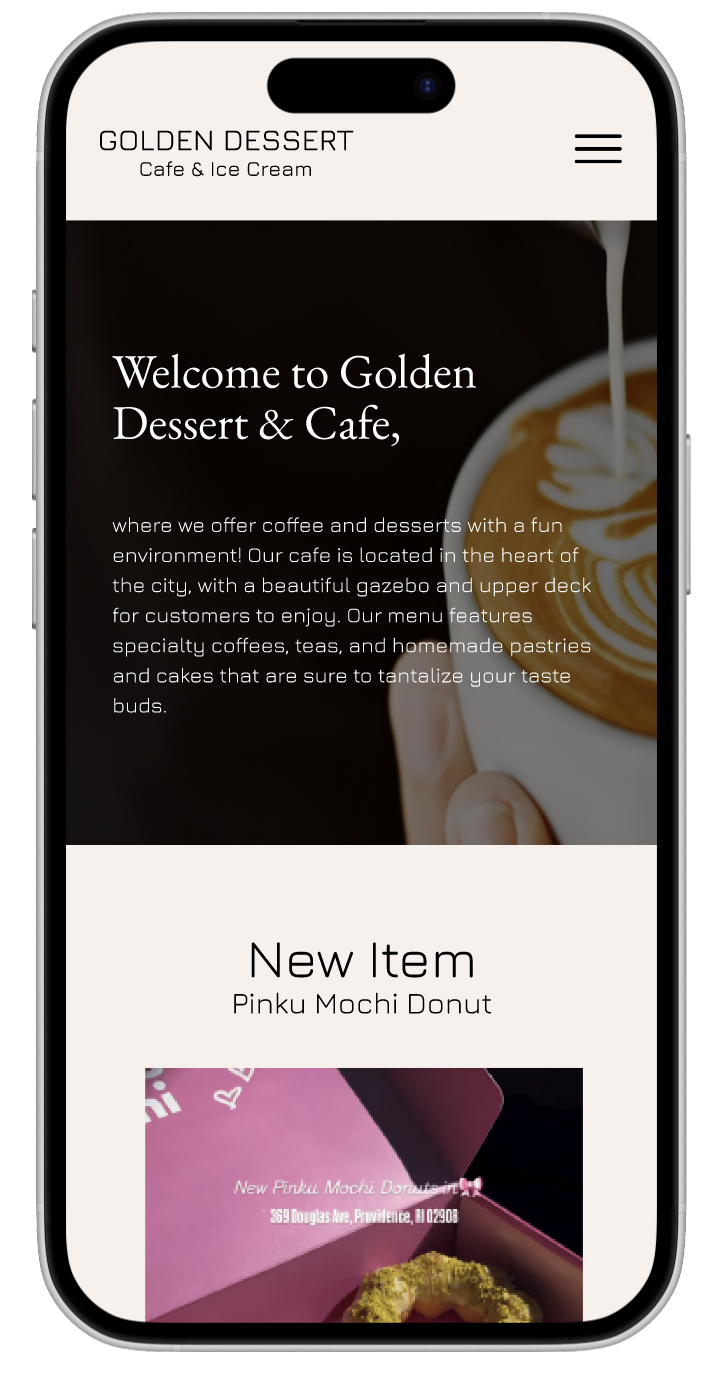 GOLDEN DESSERT
Cafe & Ice Cream
Welcome to Golden
Dessert & Cafe,
where we offer coffee and desserts with a fun
environment! Our cafe is located in the heart of
the city, with a beautiful gazebo and upper deck
for customers to enjoy. Our menu features
specialty coffees, teas, and homemade pastries
and cakes that are sure to tantalize your taste
buds.
New Item
Pinku Mochi Donut
New Pinku Mochi Donuts in
369 Douglas Ave, Providence, RI 02908